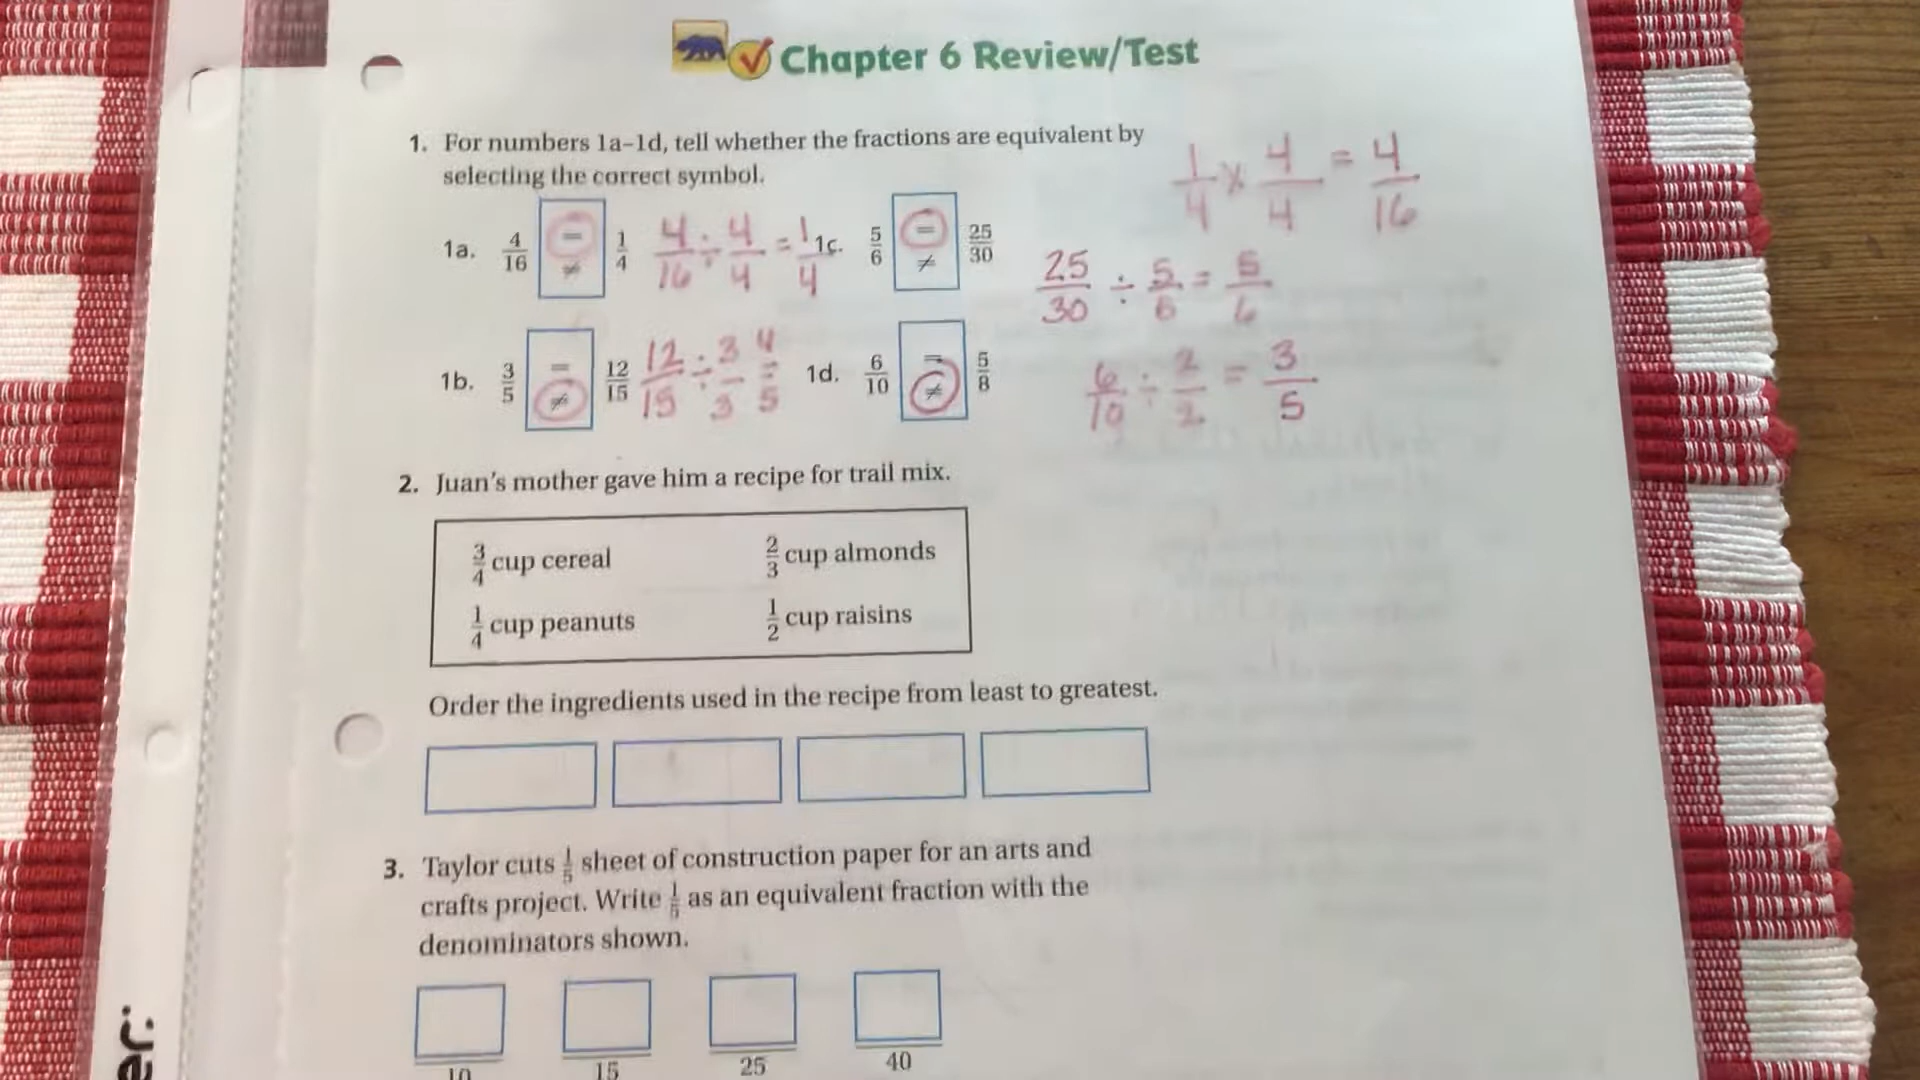 Chapter 6 Review/Test
1. For numbers 1a–1d, tell whether the fractions are equivalent by
selecting the correct symbol.
1/4 × 4/4 = 4/16
1a. 4/16 = ≠ 1/4 4/16 ÷ 4/4 = 1/4
1c. 5/6 = ≠ 25/30 25/30 ÷ 5/5 = 5/6
1b. 3/5 = ≠ 12/15 12/15 ÷ 3/3 = 4/5
1d. 6/10 = ≠ 5/8 6/10 ÷ 2/2 = 3/5
2. Juan's mother gave him a recipe for trail mix.
3/4 cup cereal 2/3 cup almonds
1/4 cup peanuts 1/2 cup raisins
Order the ingredients used in the recipe from least to greatest.
3. Taylor cuts 1/5 sheet of construction paper for an arts and
crafts project. Write 1/5 as an equivalent fraction with the
denominators shown.
10 15 25 40